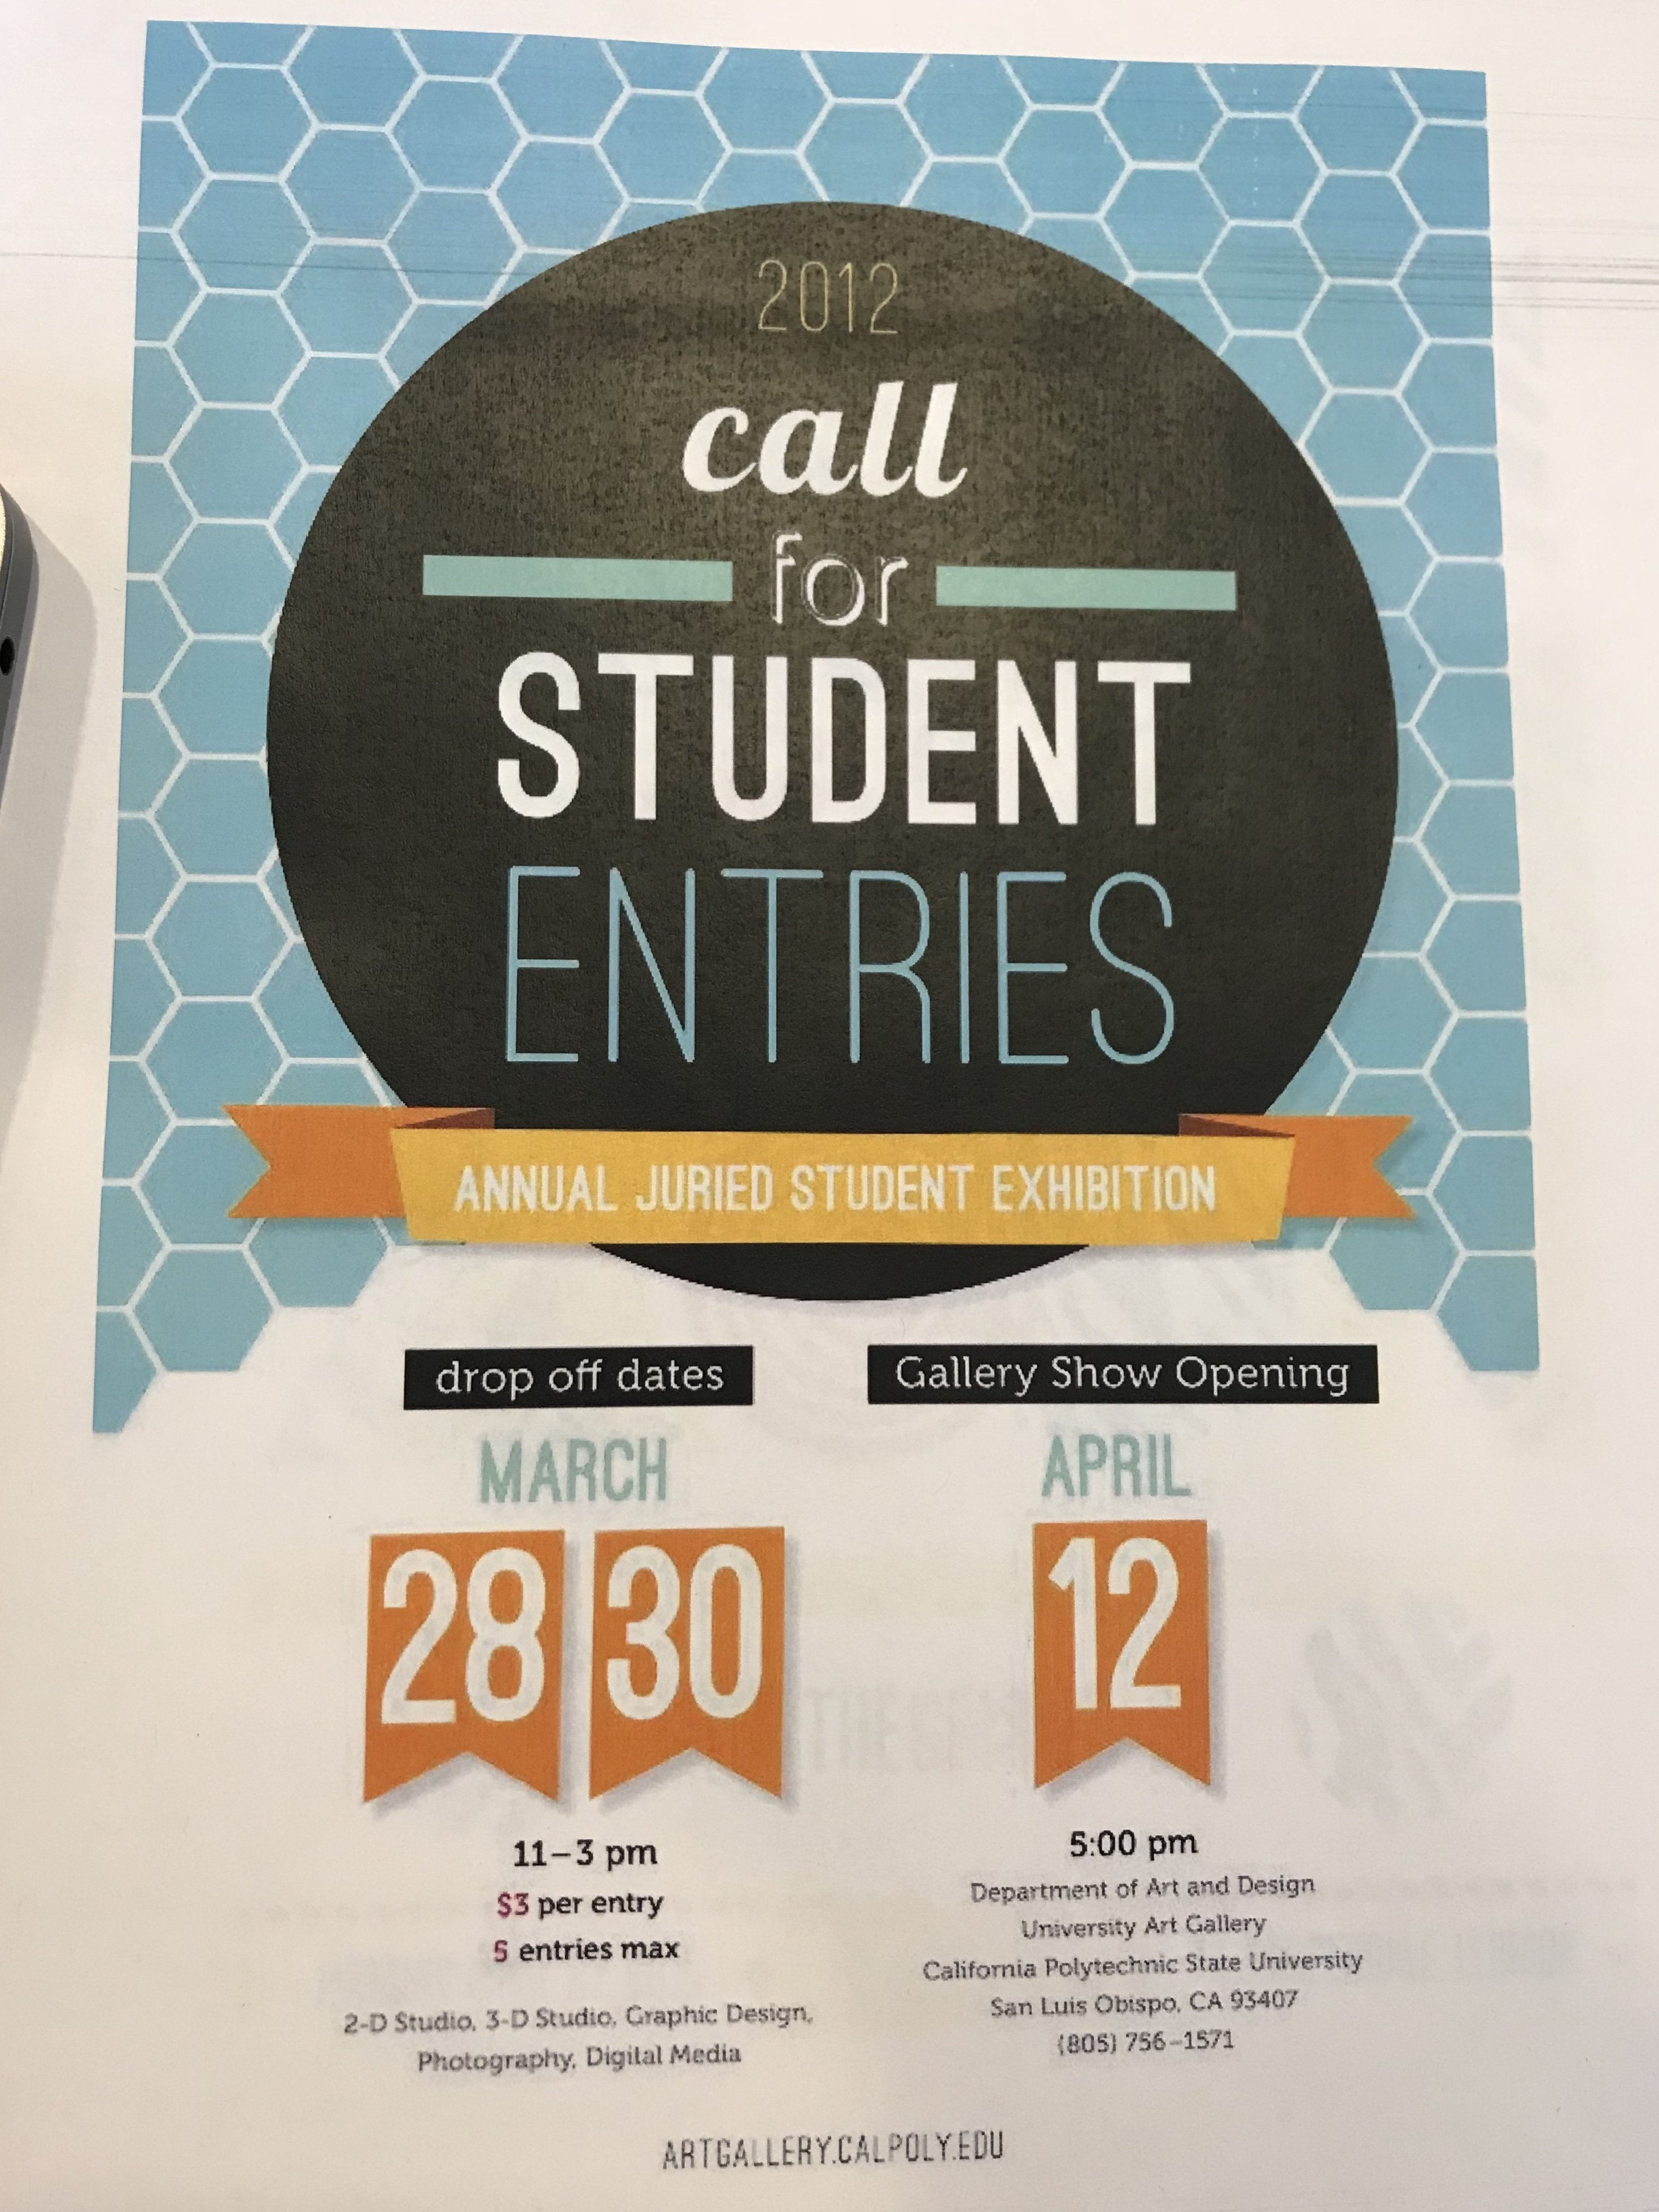 2012
call
for
STUDENT
ENTRIES
ANNUAL JURIED STUDENT EXHIBITION
drop off dates
MARCH
28 30
11–3 pm
$3 per entry
5 entries max
2-D Studio, 3-D Studio, Graphic Design,
Photography, Digital Media
Gallery Show Opening
APRIL
12
5:00 pm
Department of Art and Design
University Art Gallery
California Polytechnic State University
San Luis Obispo, CA 93407
(805) 756-1571
ARTGALLERY.CALPOLY.EDU